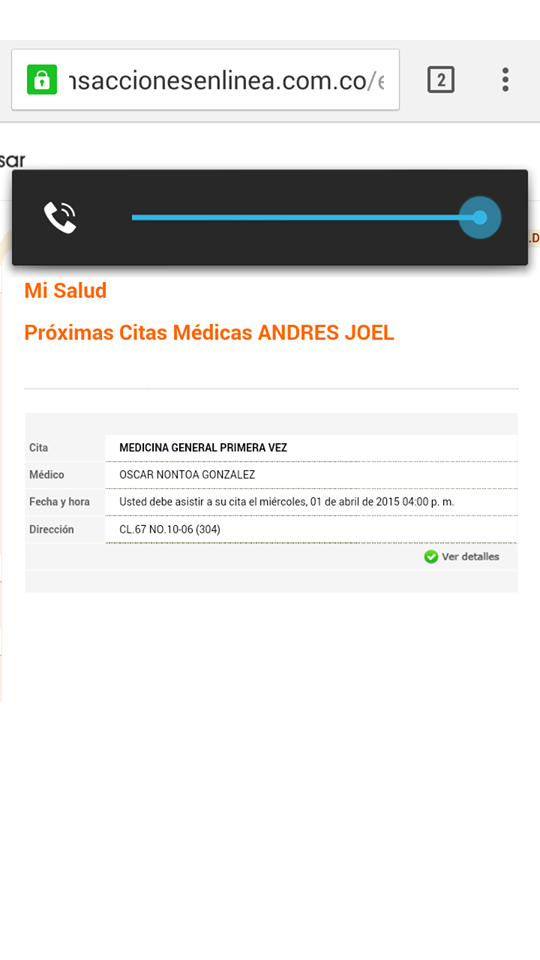 nsaccionesenlinea.com.co/e
2
sar
.D
Mi Salud
Próximas Citas Médicas ANDRES JOEL
Cita MEDICINA GENERAL PRIMERA VEZ
Médico OSCAR NONTOA GONZALEZ
Fecha y hora Usted debe asistir a su cita el miércoles, 01 de abril de 2015 04:00 p. m.
Dirección CL.67 NO.10-06 (304)
Ver detalles